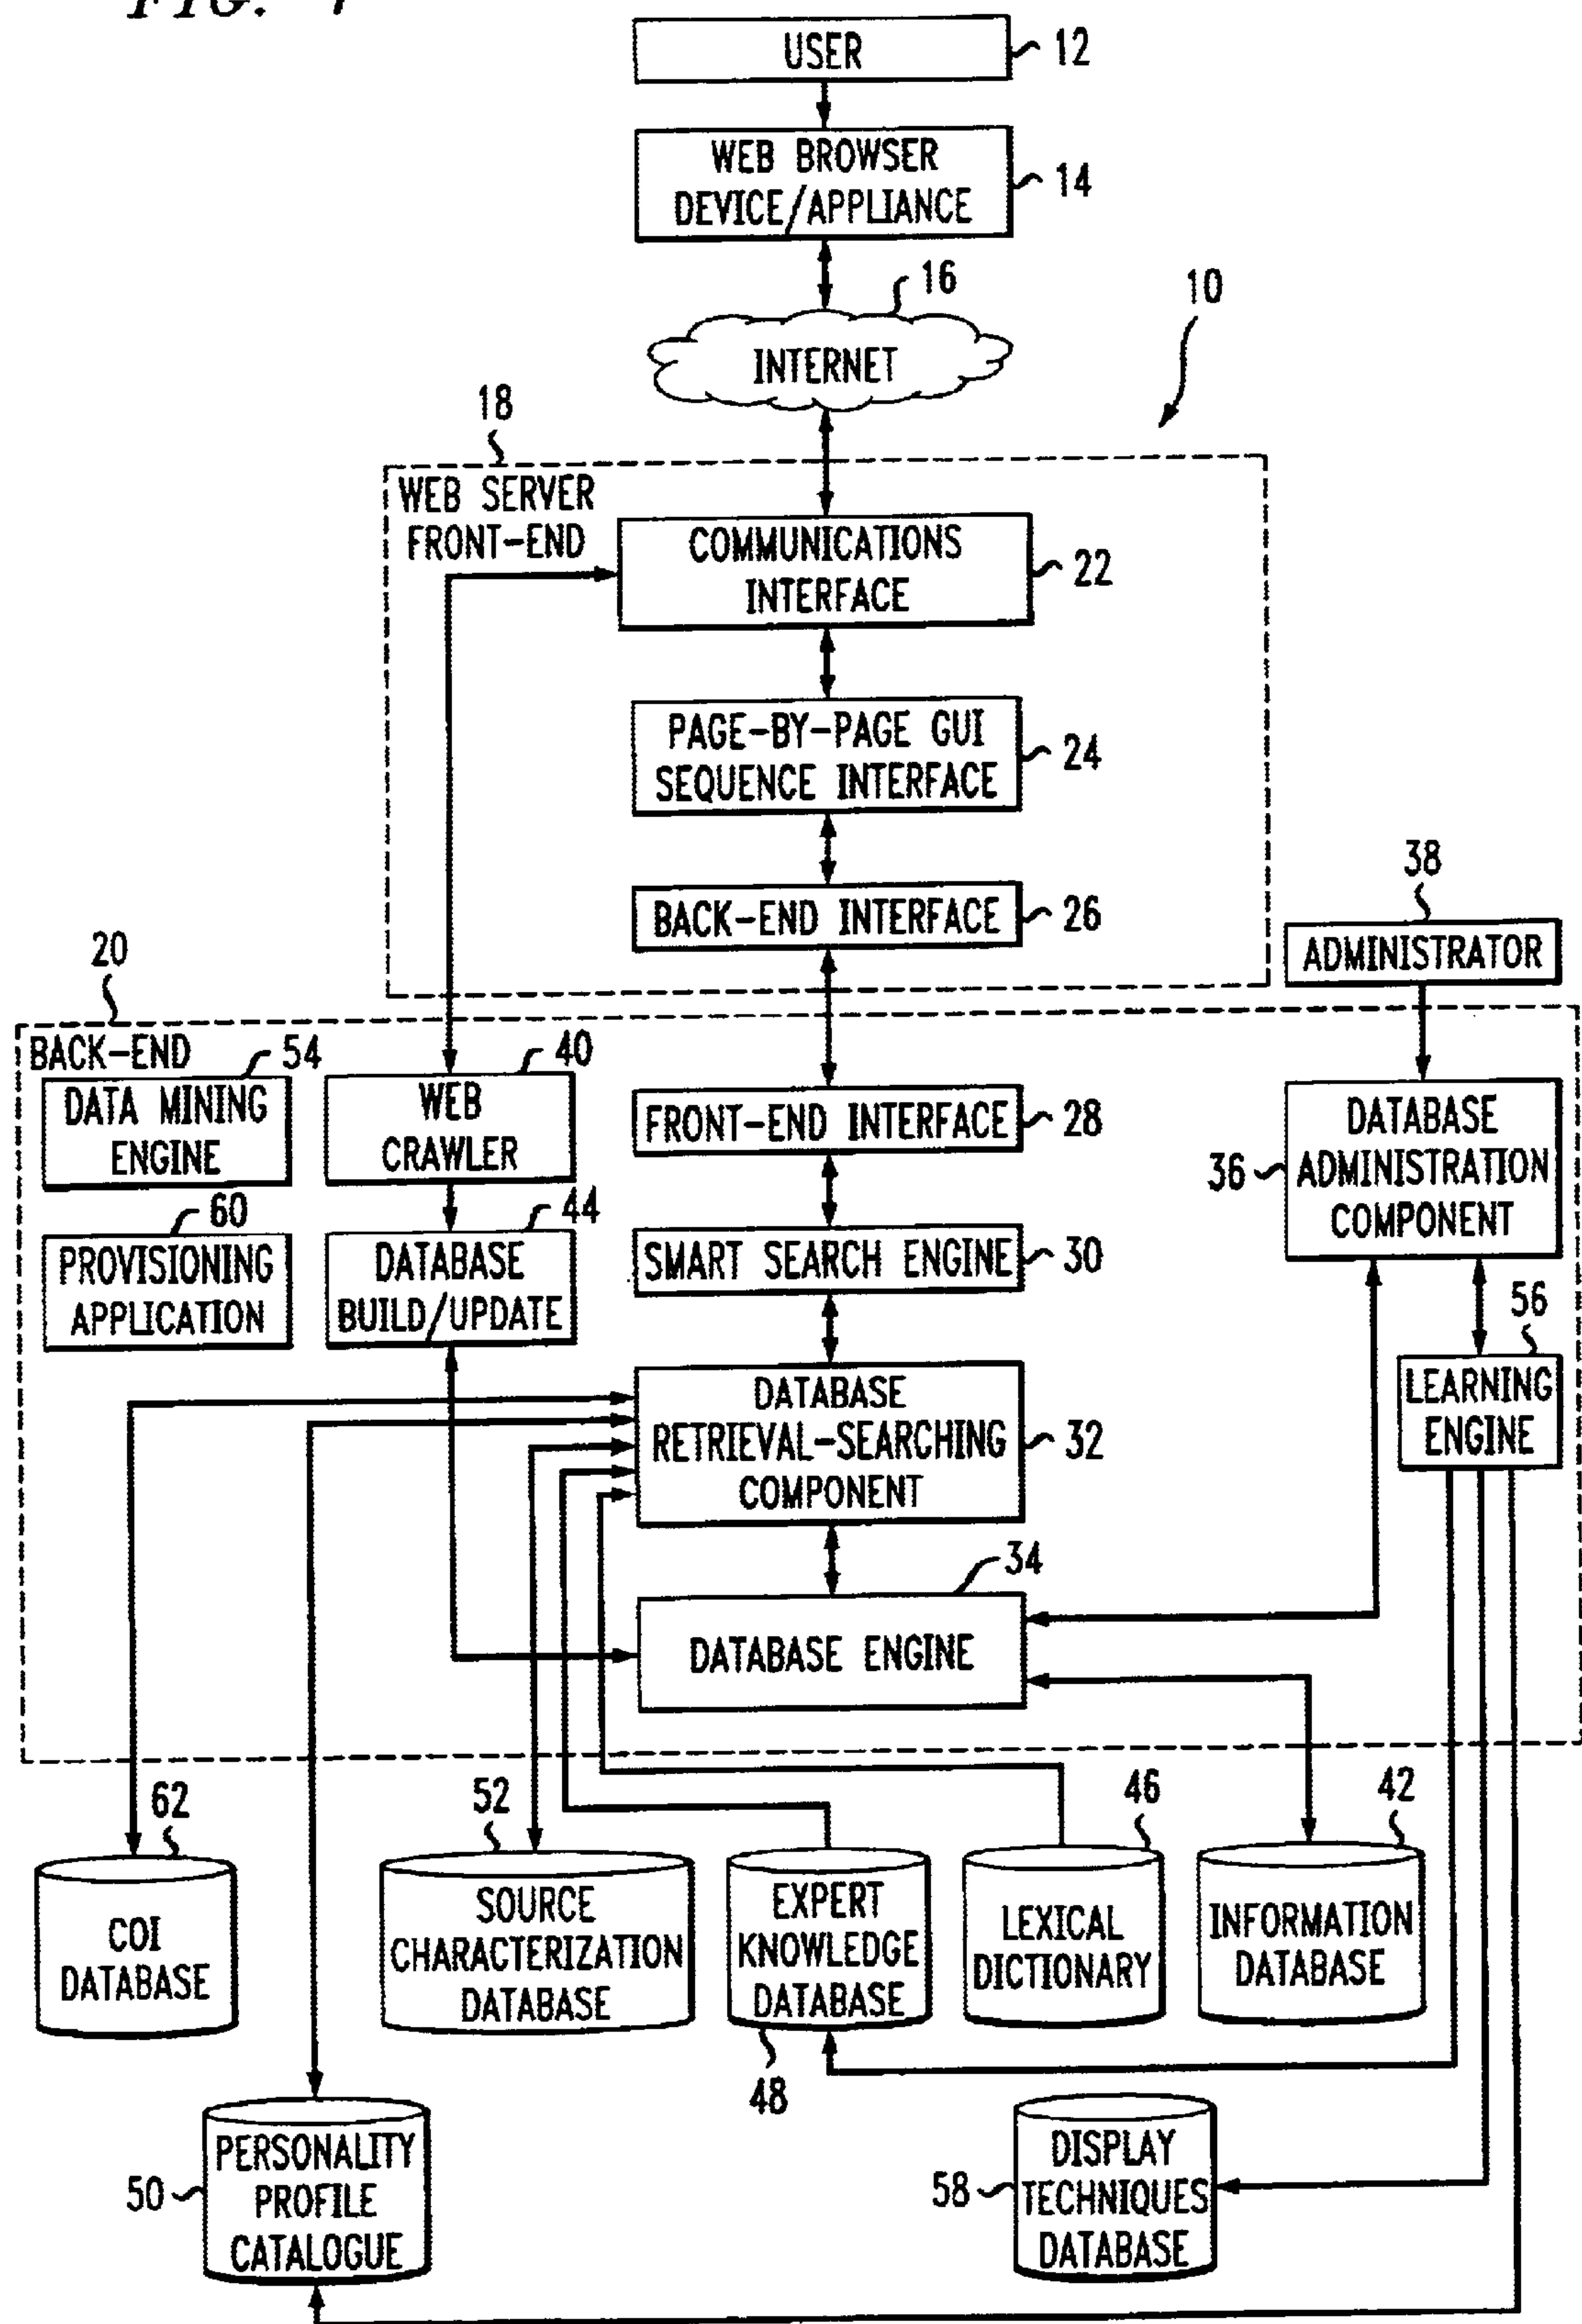 FIG.
USER
12
WEB BROWSER
DEVICE/APPLIANCE
14
16
INTERNET
10
18
WEB SERVER
FRONT-END
COMMUNICATIONS
INTERFACE
22
PAGE-BY-PAGE GUI
SEQUENCE INTERFACE
24
BACK-END INTERFACE
26
38
ADMINISTRATOR
20
BACK-END
54
DATA MINING
ENGINE
40
WEB
CRAWLER
FRONT-END INTERFACE
28
DATABASE
ADMINISTRATION
COMPONENT
36
60
PROVISIONING
APPLICATION
44
DATABASE
BUILD/UPDATE
SMART SEARCH ENGINE
30
56
LEARNING
ENGINE
DATABASE
RETRIEVAL-SEARCHING
COMPONENT
32
34
DATABASE ENGINE
62
COI
DATABASE
52
SOURCE
CHARACTERIZATION
DATABASE
EXPERT
KNOWLEDGE
DATABASE
48
46
LEXICAL
DICTIONARY
42
INFORMATION
DATABASE
50
PERSONALITY
PROFILE
CATALOGUE
58
DISPLAY
TECHNIQUES
DATABASE